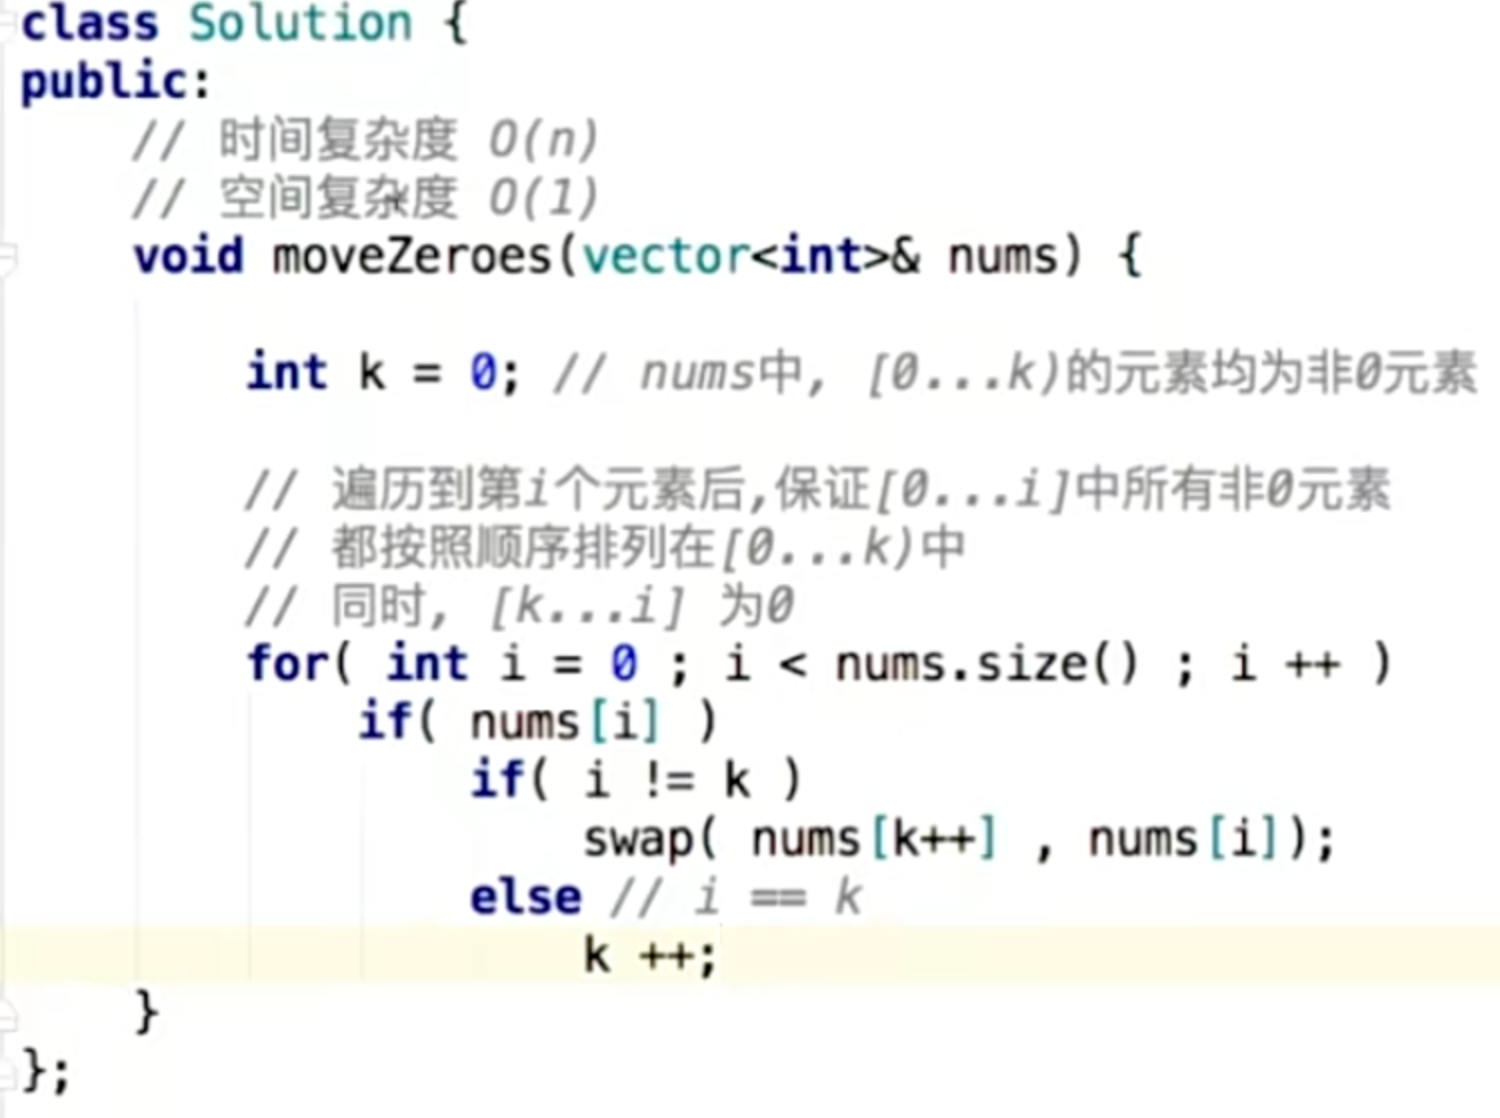 class Solution {
public:
    // 时间复杂度 O(n)
    // 空间复杂度 O(1)
    void moveZeroes(vector<int>& nums) {

        int k = 0; // nums中, [0...k)的元素均为非0元素

        // 遍历到第i个元素后,保证[0...i]中所有非0元素
        // 都按照顺序排列在[0...k)中
        // 同时, [k...i] 为0
        for( int i = 0 ; i < nums.size() ; i ++ )
            if( nums[i] )
                if( i != k )
                    swap( nums[k++] , nums[i]);
                else // i == k
                    k ++;
    }
};